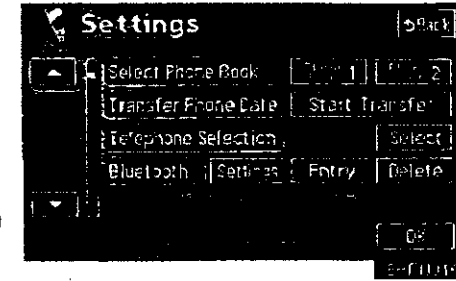 Settings Back
Select Phone Book 1 2
Transfer Phone Data Start Transfer
Telephone Selection Select
Bluetooth Settings Entry Delete
OK
Default